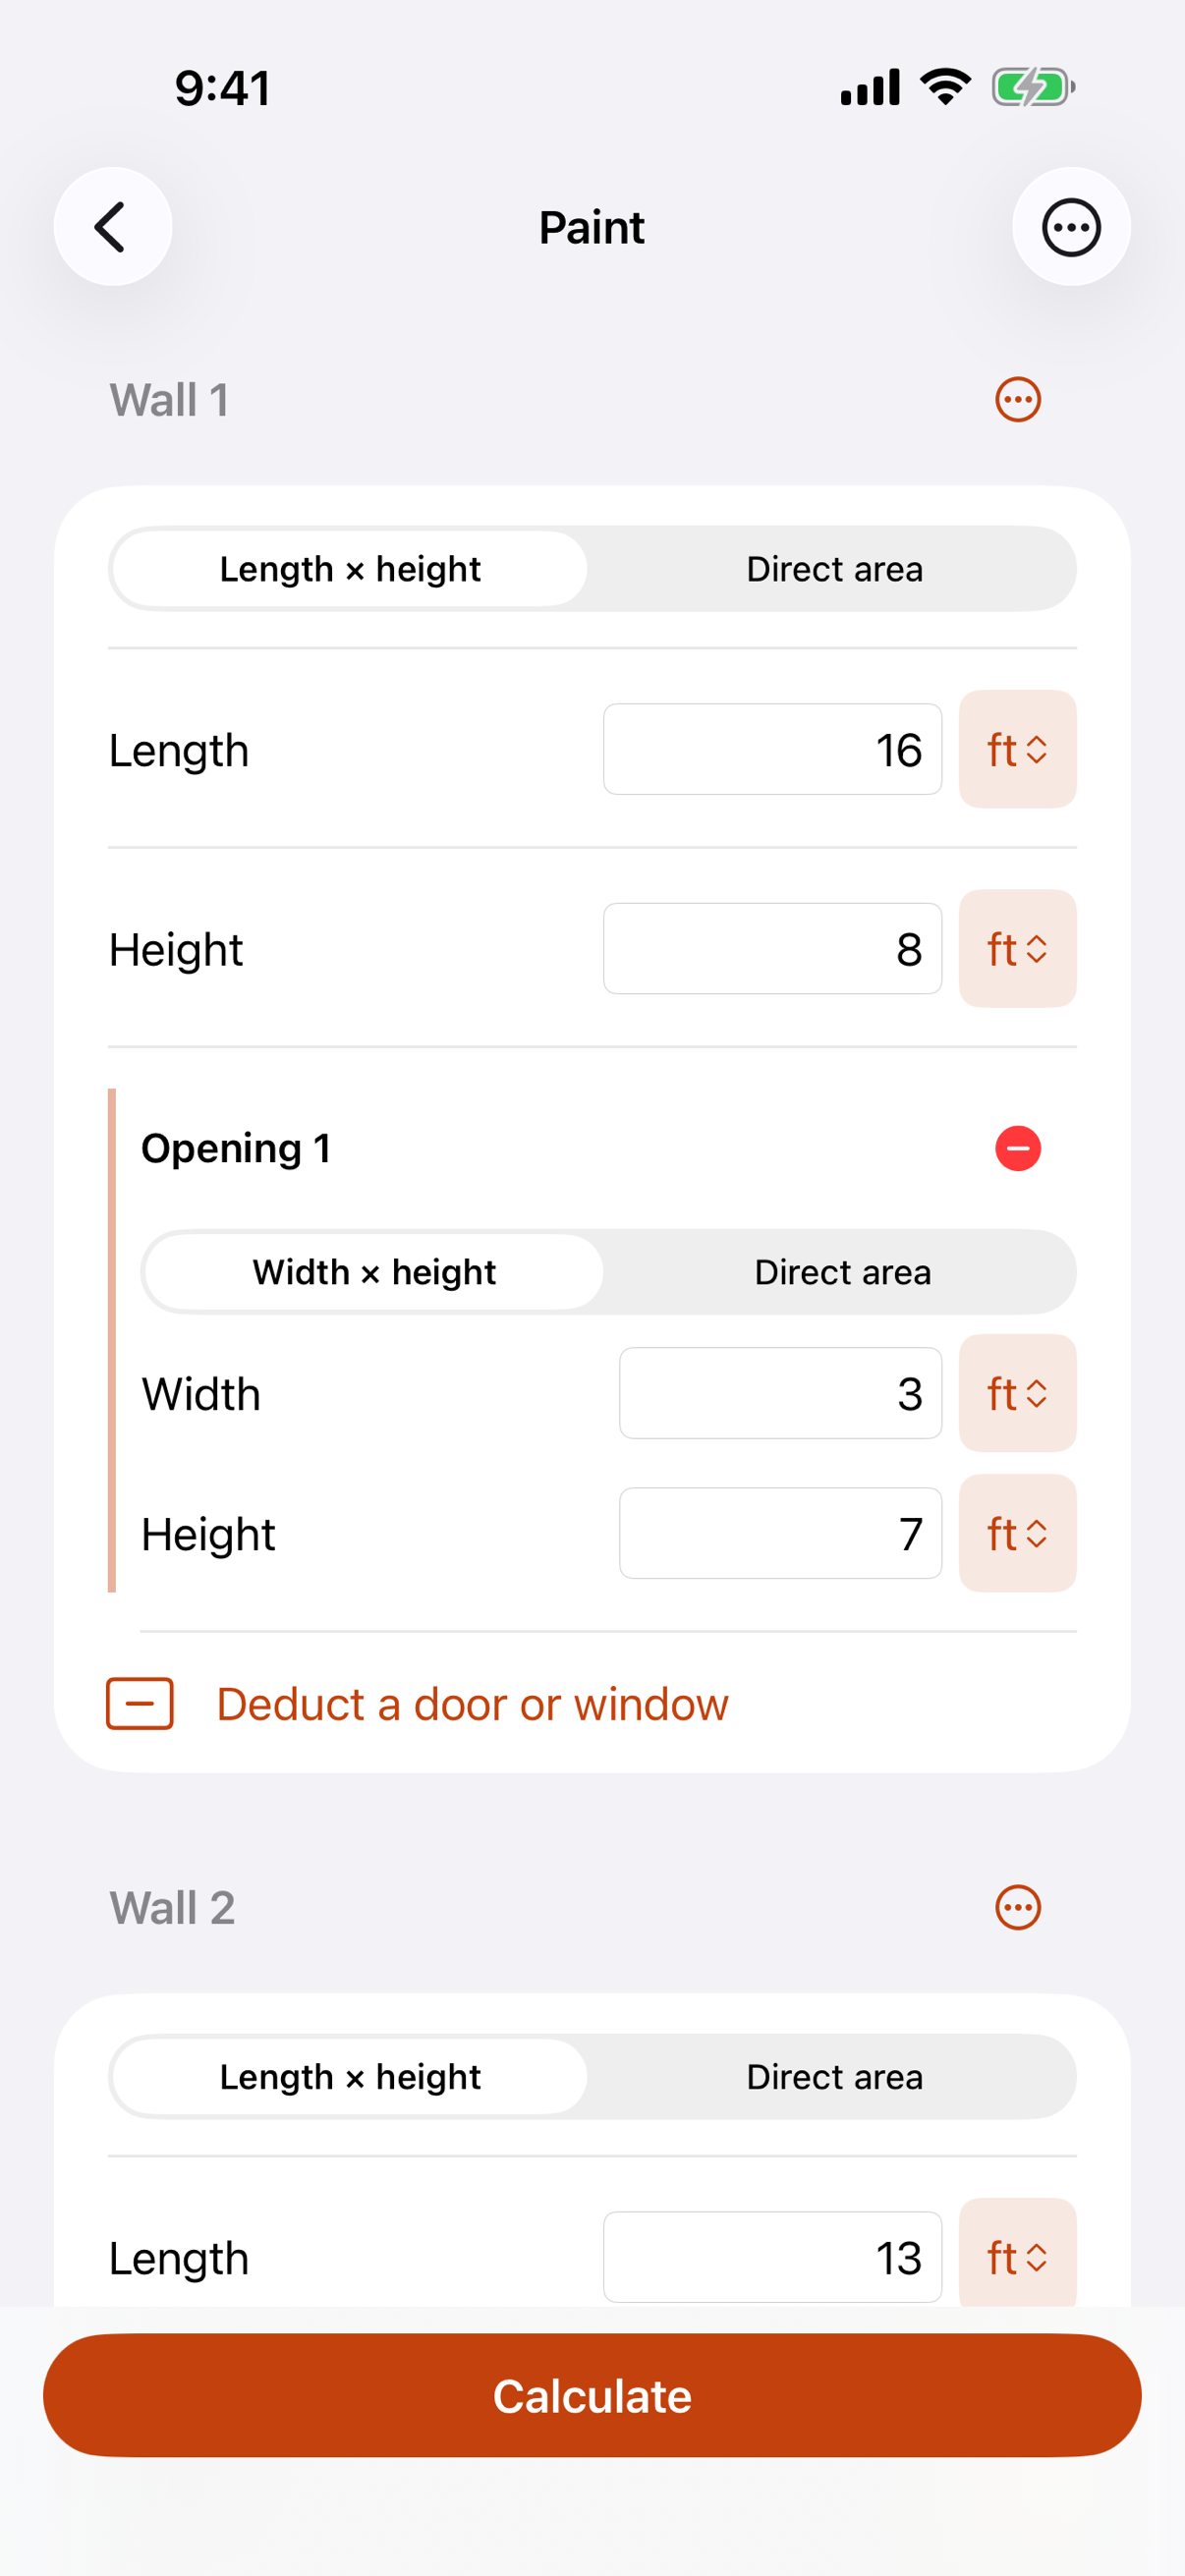 9:41
Paint
Wall 1
Length × height Direct area
Length 16 ft
Height 8 ft
Opening 1
Width × height Direct area
Width 3 ft
Height 7 ft
Deduct a door or window
Wall 2
Length × height Direct area
Length 13 ft
Calculate